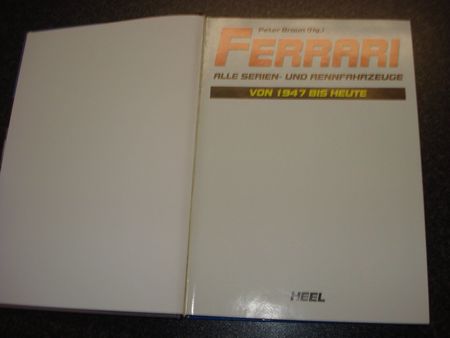 Peter Braun (Hg.)
FERRARI
ALLE SERIEN- UND RENNFAHRZEUGE
VON 1947 BIS HEUTE
HEEL